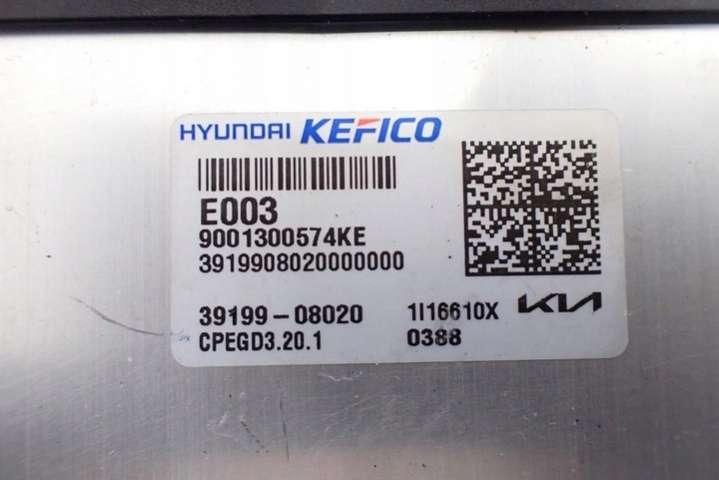 HYUNDAI KEFICO
E003
9001300574KE
3919908020000000
39199-08020 1I16610X KIA
CPEGD3.20.1 0388